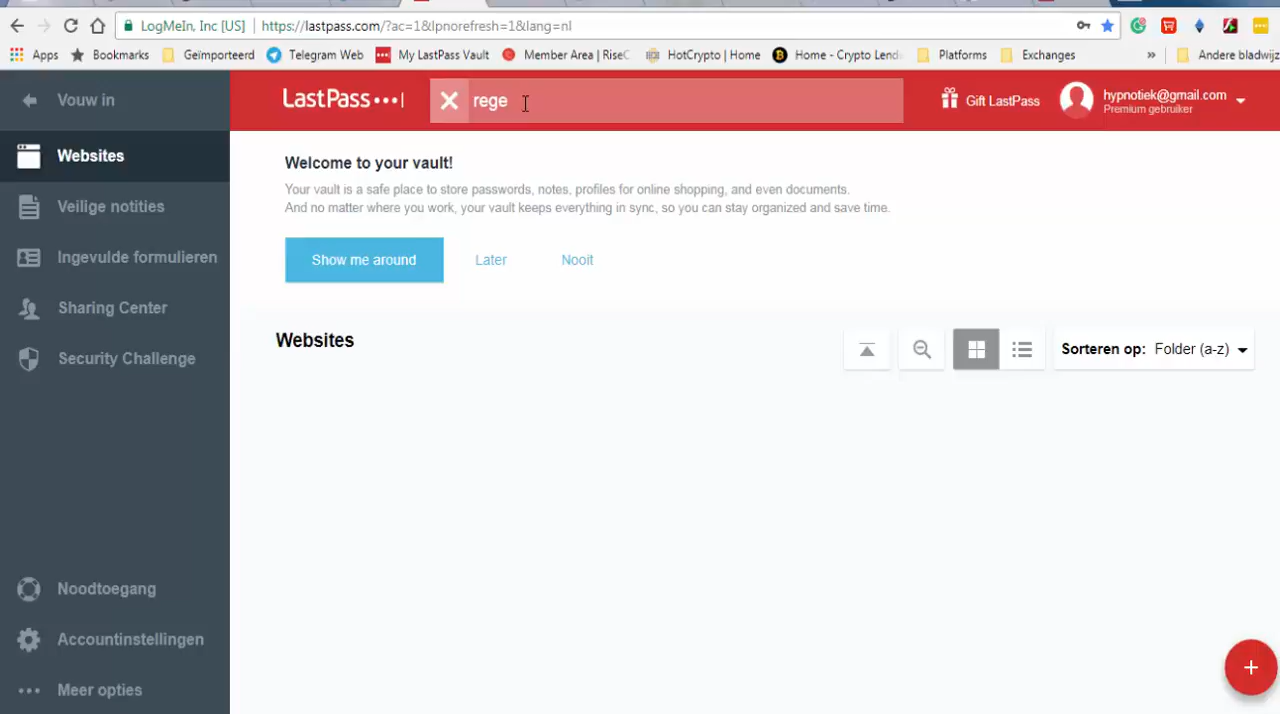 LogMeIn, Inc [US] https://lastpass.com/?ac=1&lpnorefresh=1&lang=nl
Apps Bookmarks Geïmporteerd Telegram Web My LastPass Vault Member Area | RiseC HotCrypto | Home Home - Crypto Lend Platforms Exchanges » Andere bladwijz
Vouw in
LastPass •••|
rege
Gift LastPass
hypnotiek@gmail.com
Premium gebruiker
Websites
Veilige notities
Ingevulde formulieren
Sharing Center
Security Challenge
Noodtoegang
Accountinstellingen
Meer opties
Welcome to your vault!
Your vault is a safe place to store passwords, notes, profiles for online shopping, and even documents.
And no matter where you work, your vault keeps everything in sync, so you can stay organized and save time.
Show me around Later Nooit
Websites
Sorteren op: Folder (a-z)